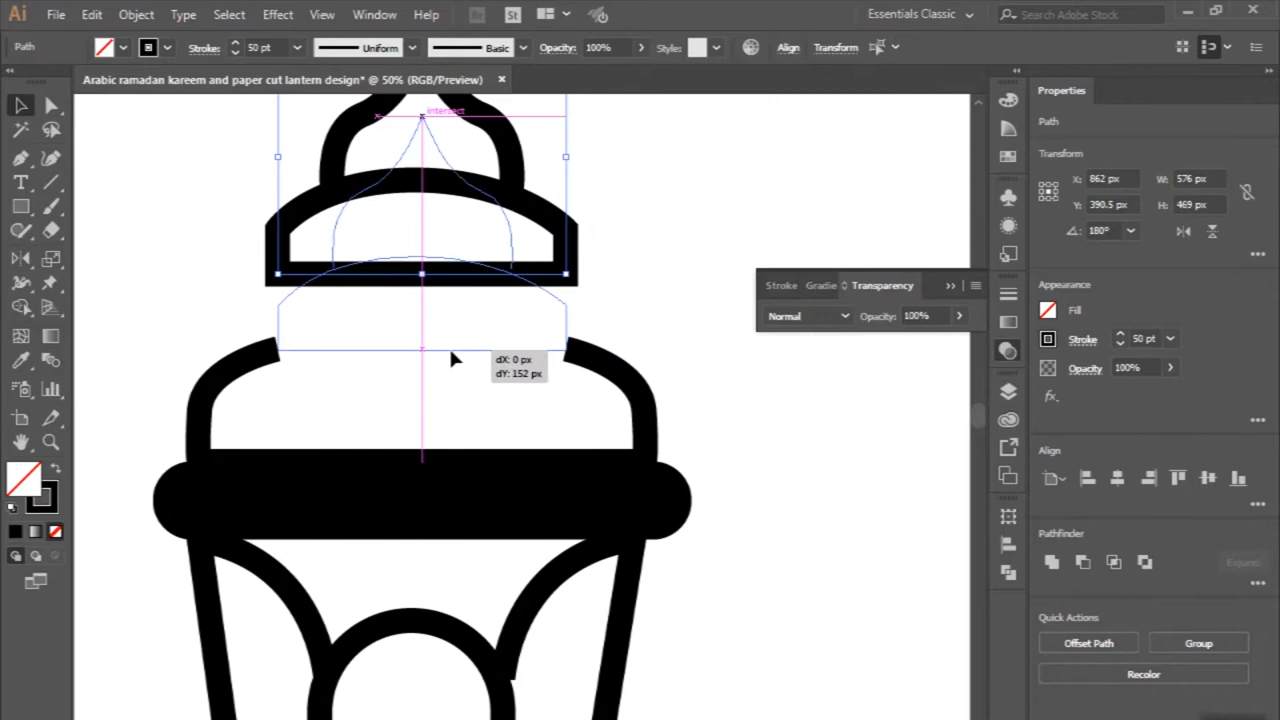 Ai File Edit Object Type Select Effect View Window Help Br St Essentials Classic Search Adobe Stock
Path Stroke: 50 pt Uniform Basic Opacity: 100% Style: Align Transform
Arabic ramadan kareem and paper cut lantern design* @ 50% (RGB/Preview) ×
Properties
Path
Transform
X: 862 px W: 576 px
Y: 390.5 px H: 469 px
180°
Appearance
Fill
Stroke 50 pt
Opacity 100%
fx.
Align
Pathfinder
Expand
Quick Actions
Offset Path Group
Recolor
Stroke Gradie Transparency
Normal Opacity: 100%
intersect
dX: 0 px
dY: 152 px
T